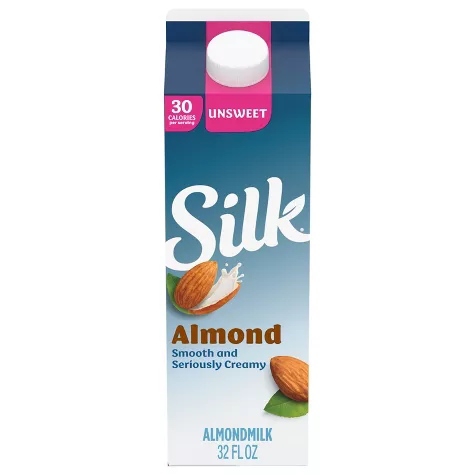 30
CALORIES
per serving
UNSWEET
Silk
Almond
Smooth and
Seriously Creamy
ALMONDMILK
32 FL OZ